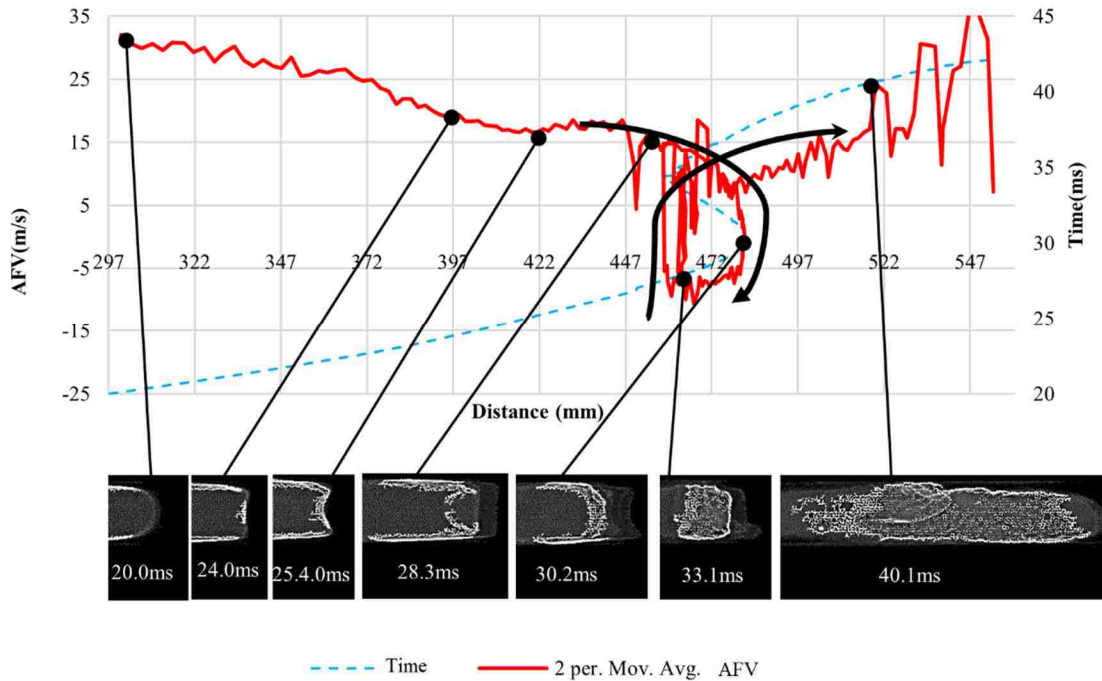 35
25
15
5
-5
-15
-25
AFV(m/s)
297 322 347 372 397 422 447 472 497 522 547
Distance (mm)
45
40
35
30
25
20
Time(ms)
20.0ms 24.0ms 25.4.0ms 28.3ms 30.2ms 33.1ms 40.1ms
Time 2 per. Mov. Avg. AFV